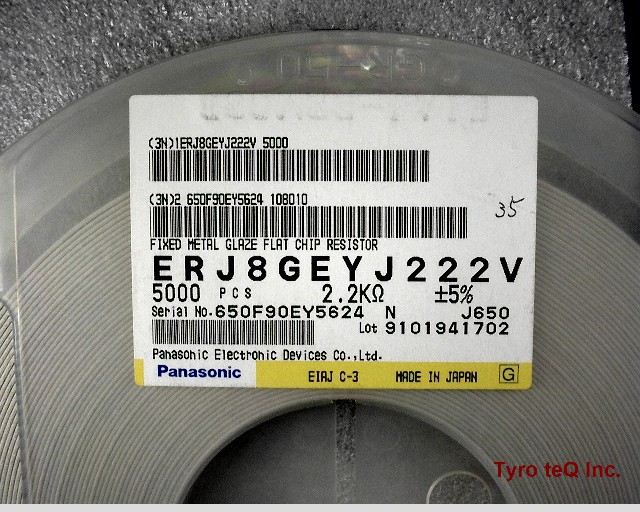 (3N)1ERJ8GEYJ222V 5000
(3N)2 650F90EY5624 108010
35
FIXED METAL GLAZE FLAT CHIP RESISTOR
ERJ8GEYJ222V
5000 PCS 2.2KΩ ±5%
Serial No.650F90EY5624 N J650
Lot 9101941702
Panasonic Electronic Devices Co.,Ltd.
Panasonic EIAJ C-3 MADE IN JAPAN G
Tyro teQ Inc.